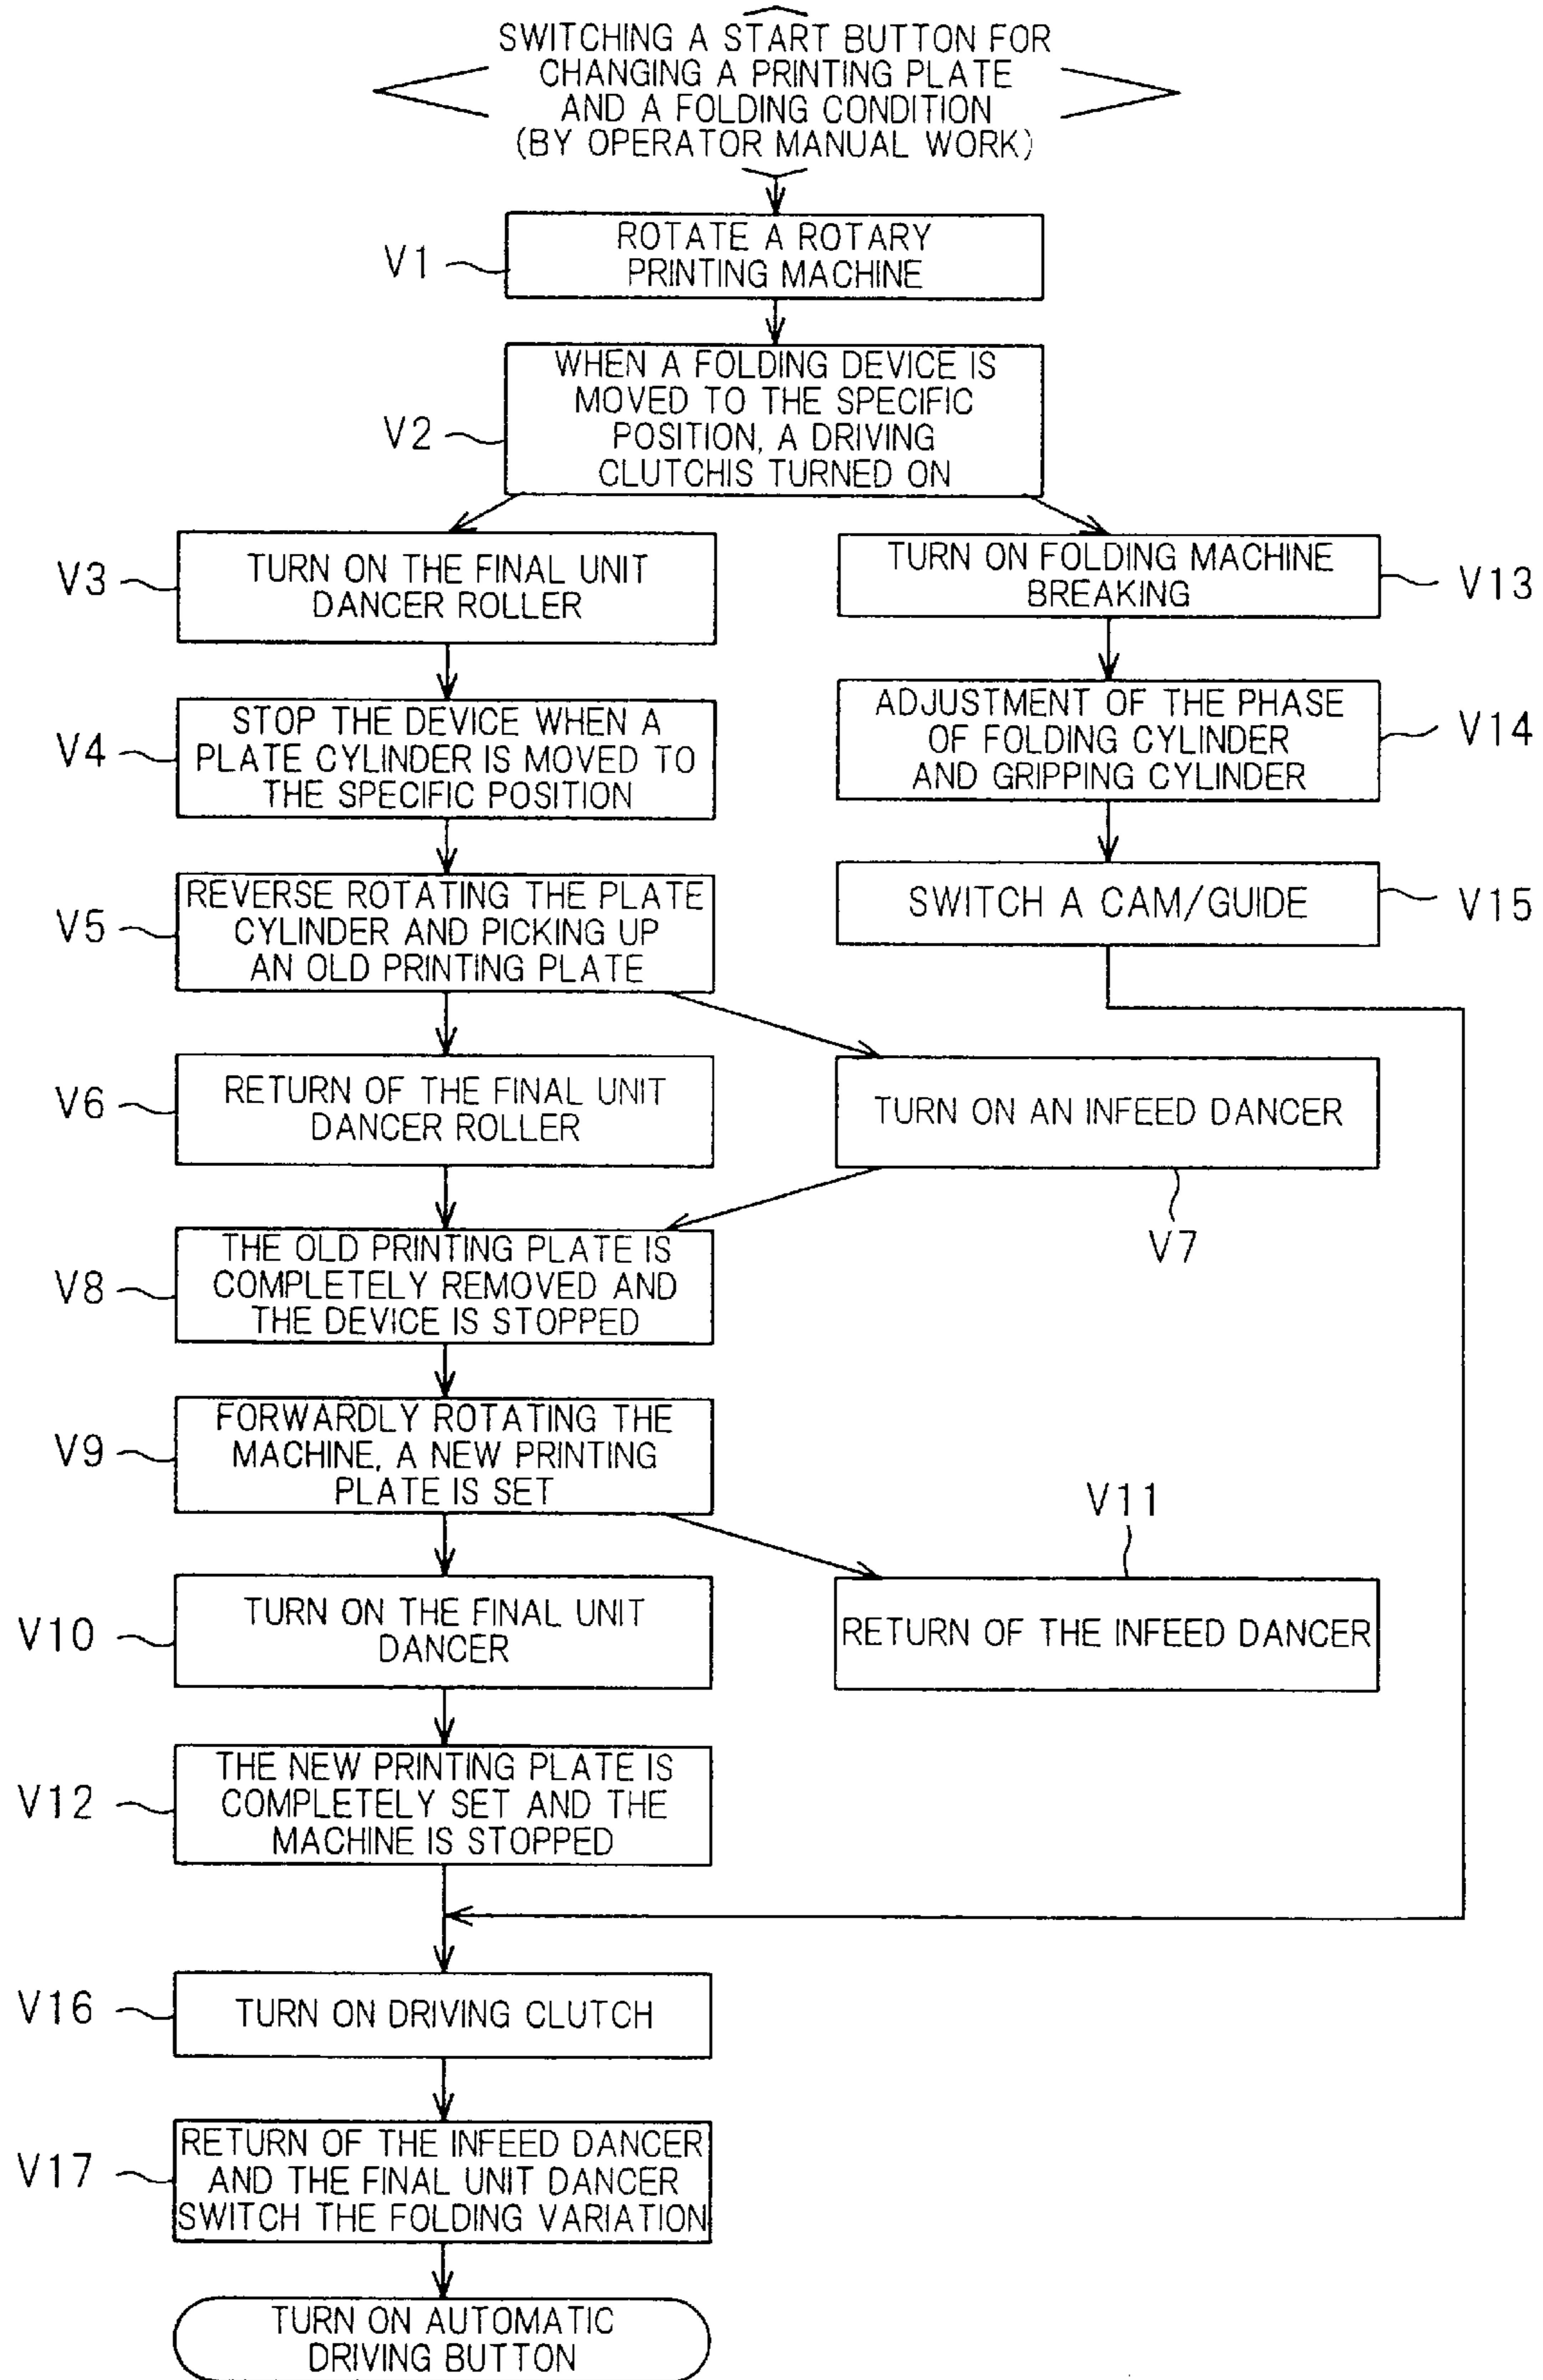 SWITCHING A START BUTTON FOR
CHANGING A PRINTING PLATE
AND A FOLDING CONDITION
(BY OPERATOR MANUAL WORK)
V1
ROTATE A ROTARY
PRINTING MACHINE
V2
WHEN A FOLDING DEVICE IS
MOVED TO THE SPECIFIC
POSITION, A DRIVING
CLUTCHIS TURNED ON
V3
TURN ON THE FINAL UNIT
DANCER ROLLER
TURN ON FOLDING MACHINE
BREAKING
V13
V4
STOP THE DEVICE WHEN A
PLATE CYLINDER IS MOVED TO
THE SPECIFIC POSITION
ADJUSTMENT OF THE PHASE
OF FOLDING CYLINDER
AND GRIPPING CYLINDER
V14
V5
REVERSE ROTATING THE PLATE
CYLINDER AND PICKING UP
AN OLD PRINTING PLATE
SWITCH A CAM/GUIDE
V15
V6
RETURN OF THE FINAL UNIT
DANCER ROLLER
TURN ON AN INFEED DANCER
V7
V8
THE OLD PRINTING PLATE IS
COMPLETELY REMOVED AND
THE DEVICE IS STOPPED
V9
FORWARDLY ROTATING THE
MACHINE, A NEW PRINTING
PLATE IS SET
V11
V10
TURN ON THE FINAL UNIT
DANCER
RETURN OF THE INFEED DANCER
V12
THE NEW PRINTING PLATE IS
COMPLETELY SET AND THE
MACHINE IS STOPPED
V16
TURN ON DRIVING CLUTCH
V17
RETURN OF THE INFEED DANCER
AND THE FINAL UNIT DANCER
SWITCH THE FOLDING VARIATION
TURN ON AUTOMATIC
DRIVING BUTTON